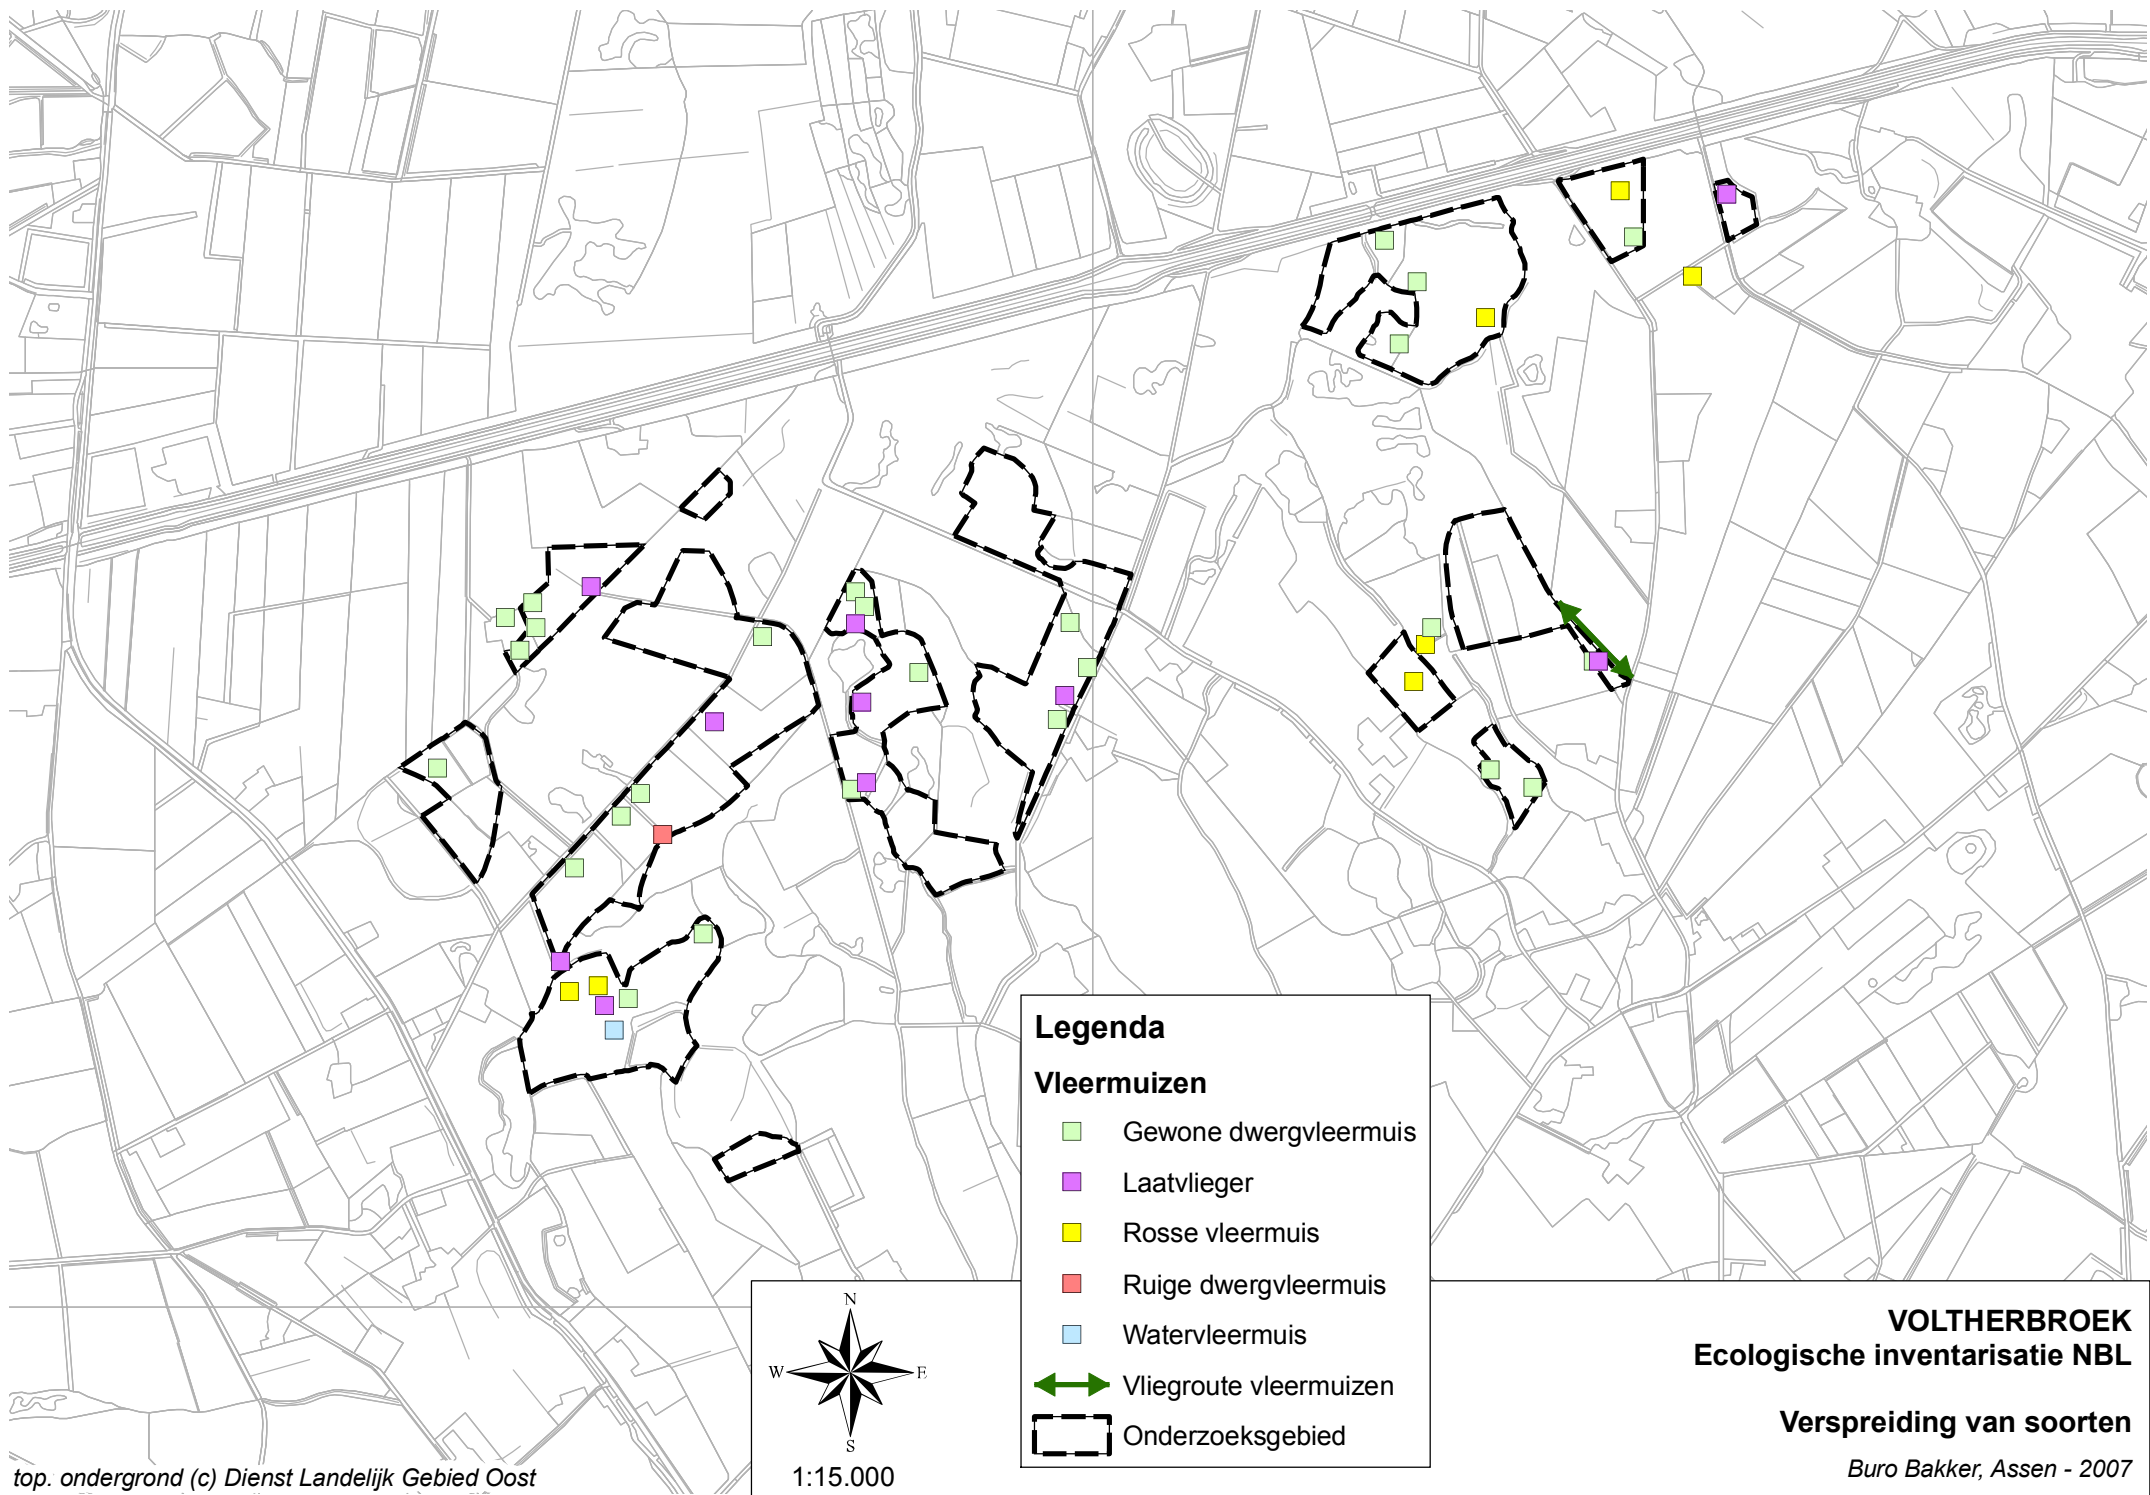 Legenda
Vleermuizen
Gewone dwergvleermuis
Laatvlieger
Rosse vleermuis
Ruige dwergvleermuis
Watervleermuis
Vliegroute vleermuizen
Onderzoeksgebied
N
W
E
S
1:15.000
VOLTHERBROEK
Ecologische inventarisatie NBL
Verspreiding van soorten
Buro Bakker, Assen - 2007
top. ondergrond (c) Dienst Landelijk Gebied Oost